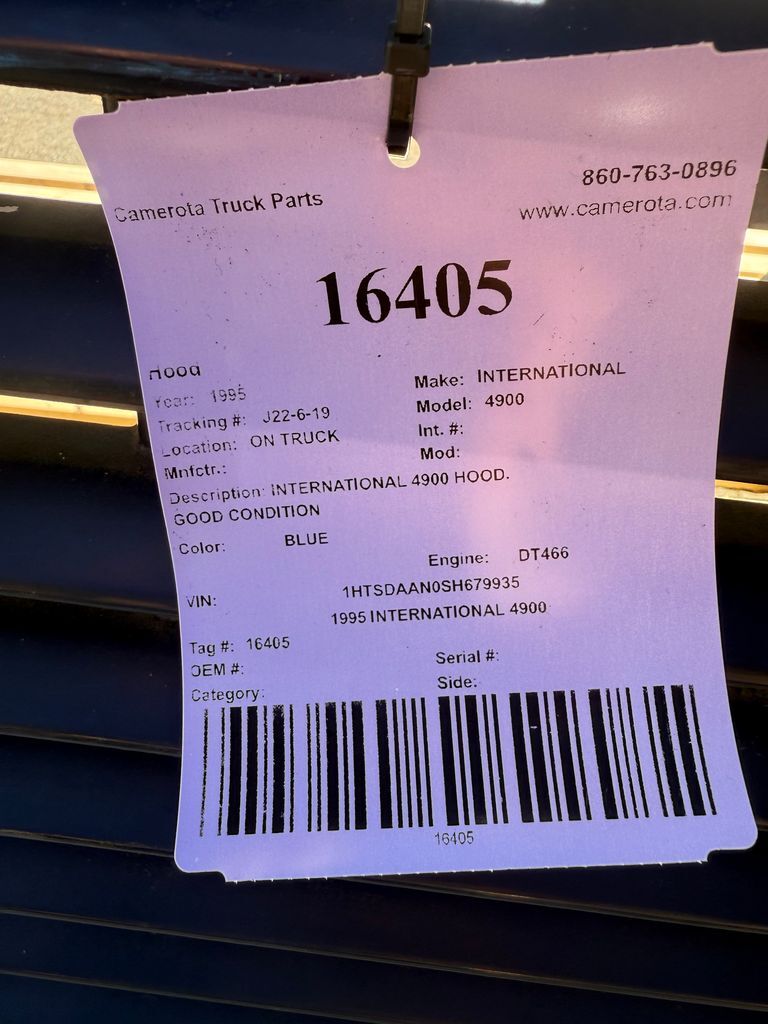 860-763-0896
Camerota Truck Parts
www.camerota.com
16405
Hood
Year: 1995
Make: INTERNATIONAL
Tracking #: J22-6-19
Model: 4900
Location: ON TRUCK
Int. #:
Mnfctr.:
Mod:
Description: INTERNATIONAL 4900 HOOD.
GOOD CONDITION
Color: BLUE
Engine: DT466
VIN: 1HTSDAAN0SH679935
1995 INTERNATIONAL 4900
Tag #: 16405
OEM #:
Serial #:
Category:
Side:
16405